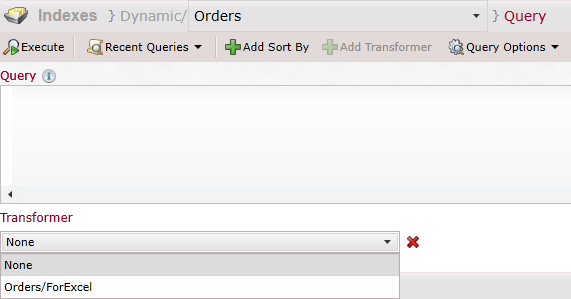 Indexes } Dynamic/ Orders } Query
Execute Recent Queries Add Sort By Add Transformer Query Options
Query
Transformer
None
None
Orders/ForExcel